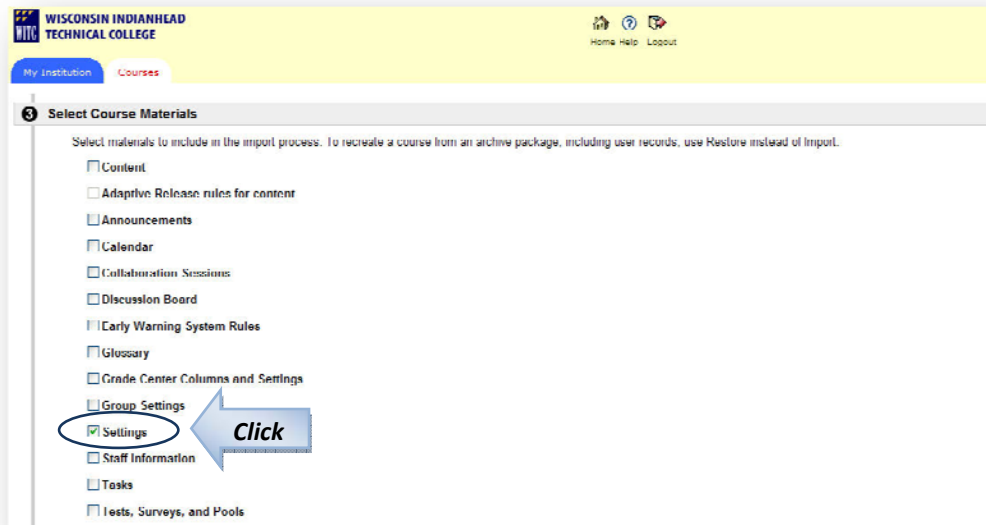 WISCONSIN INDIANHEAD
WITC TECHNICAL COLLEGE
Home Help Logout
My Institution Courses
3 Select Course Materials
Select materials to include in the import process. To recreate a course from an archive package, including user records, use Restore instead of Import.
Content
Adaptive Release rules for content
Announcements
Calendar
Collaboration Sessions
Discussion Board
Early Warning System Rules
Glossary
Grade Center Columns and Settings
Group Settings
Settings Click
Staff Information
Tasks
Tests, Surveys, and Pools